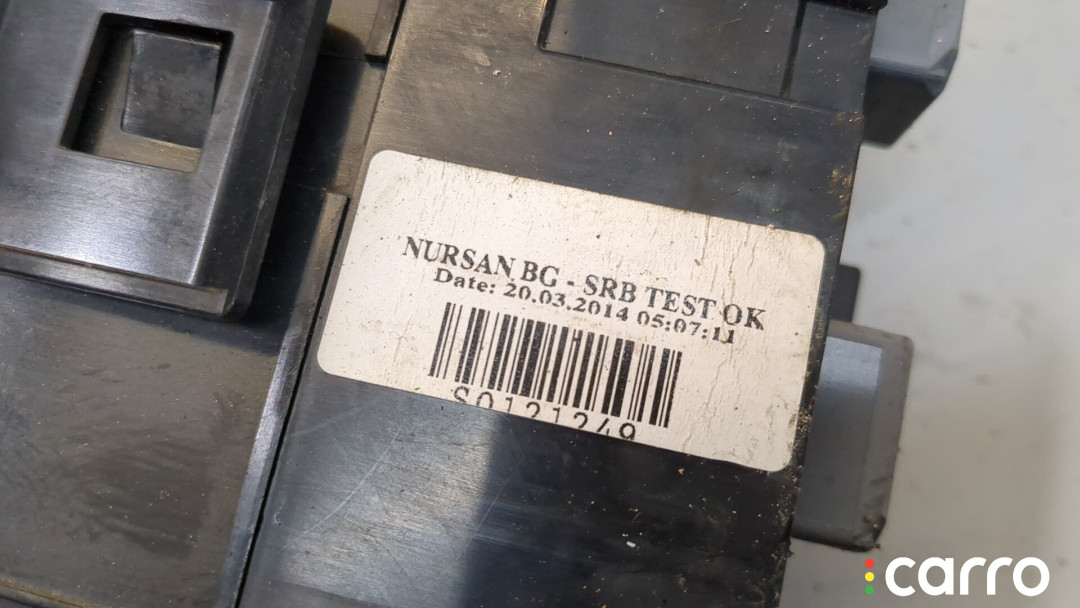 NURSAN BG - SRB TEST OK
Date: 20.03.2014 05:07:11
S0121249
carro